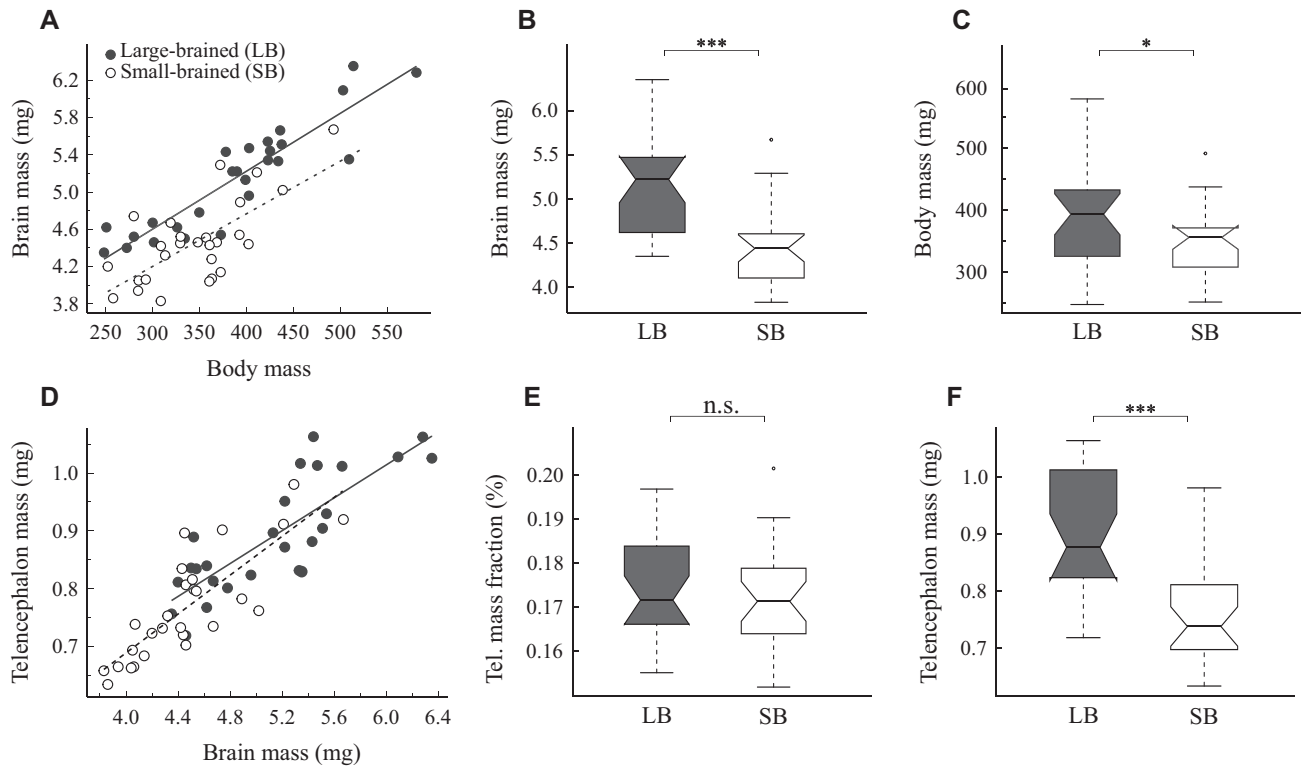 A
Large-brained (LB)
Small-brained (SB)
Brain mass (mg)
6.2
5.8
5.4
5.0
4.6
4.2
3.8
250 300 350 400 450 500 550
Body mass
B
***
Brain mass (mg)
6.0
5.5
5.0
4.5
4.0
LB SB
C
*
Body mass (mg)
600
500
400
300
LB SB
D
Telencephalon mass (mg)
1.0
0.9
0.8
0.7
4.0 4.4 4.8 5.2 5.6 6.0 6.4
Brain mass (mg)
E
n.s.
Tel. mass fraction (%)
0.20
0.19
0.18
0.17
0.16
LB SB
F
***
Telencephalon mass (mg)
1.0
0.9
0.8
0.7
LB SB